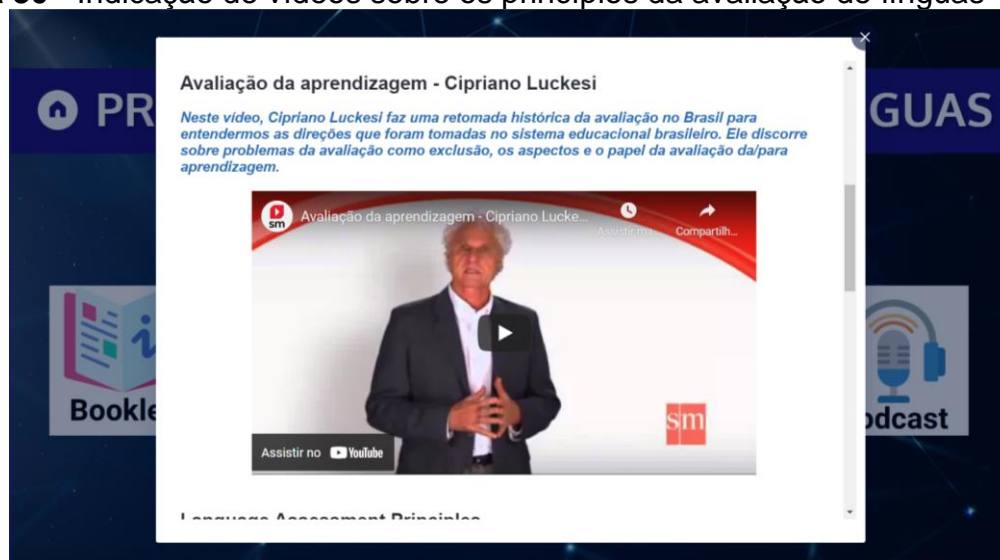 Indicação de vídeos sobre os princípios da avaliação de línguas
PR
GUAS
Avaliação da aprendizagem - Cipriano Luckesi
Neste vídeo, Cipriano Luckesi faz uma retomada histórica da avaliação no Brasil para
entendermos as direções que foram tomadas no sistema educacional brasileiro. Ele discorre
sobre problemas da avaliação como exclusão, os aspectos e o papel da avaliação da/para
aprendizagem.
sm
Avaliação da aprendizagem - Cipriano Lucke...
Compartilh...
Bookle
odcast
sm
Assistir no YouTube
Language Assessment Principles